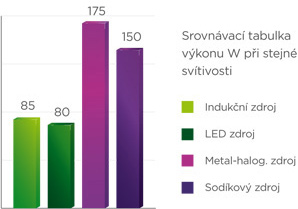 175
150
85
80
Srovnávací tabulka
výkonu W při stejné
svítivosti
Indukční zdroj
LED zdroj
Metal-halog. zdroj
Sodíkový zdroj